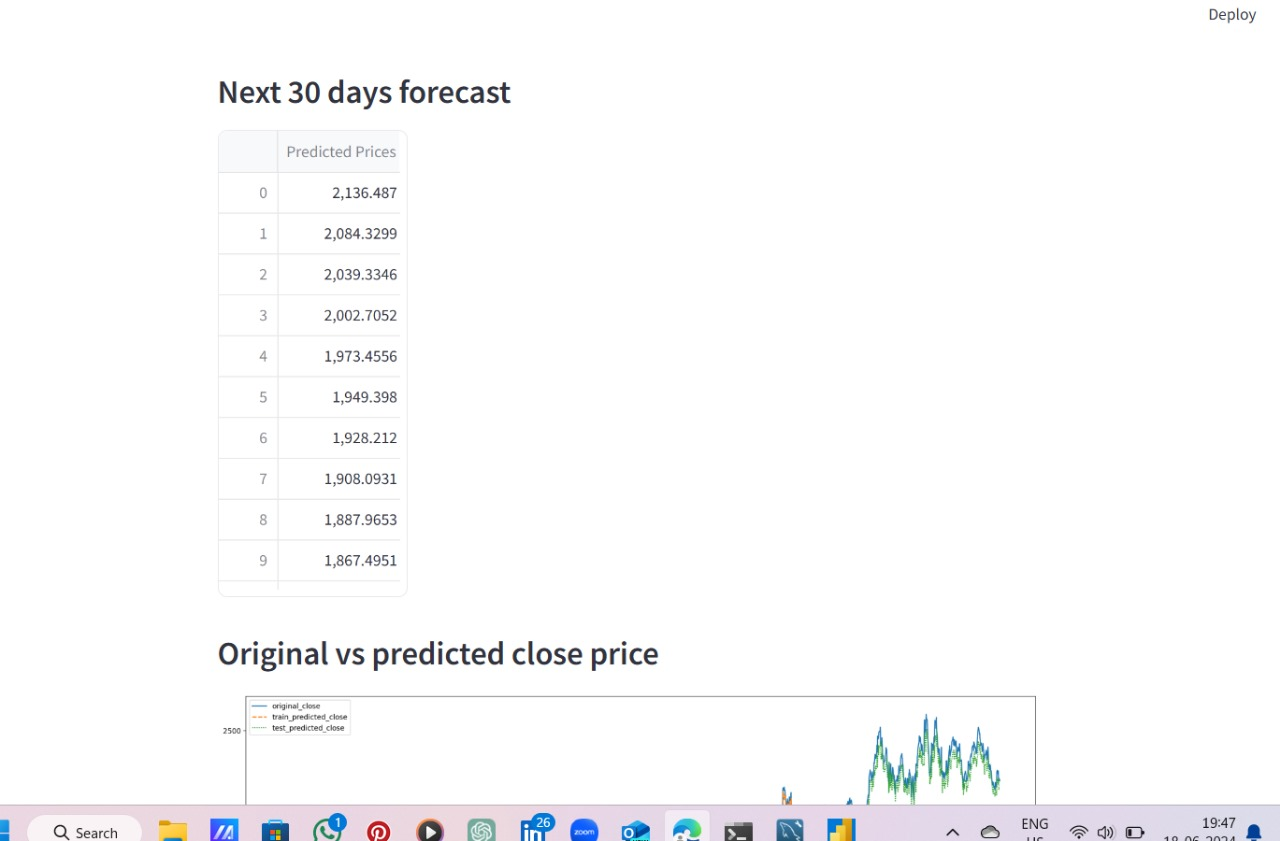 Deploy
Next 30 days forecast
Predicted Prices
0 2,136.487
1 2,084.3299
2 2,039.3346
3 2,002.7052
4 1,973.4556
5 1,949.398
6 1,928.212
7 1,908.0931
8 1,887.9653
9 1,867.4951
Original vs predicted close price
original_close
train_predicted_close
test_predicted_close
2500
Search
1
26
zoom
ENG
19:47